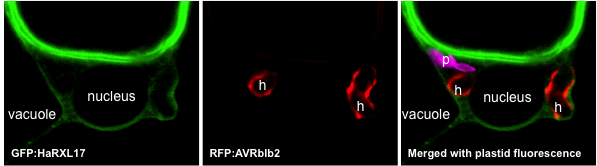 nucleus
vacuole
GFP:HaRXL17
h
h
RFP:AVRblb2
p
h
nucleus
h
vacuole
Merged with plastid fluorescence